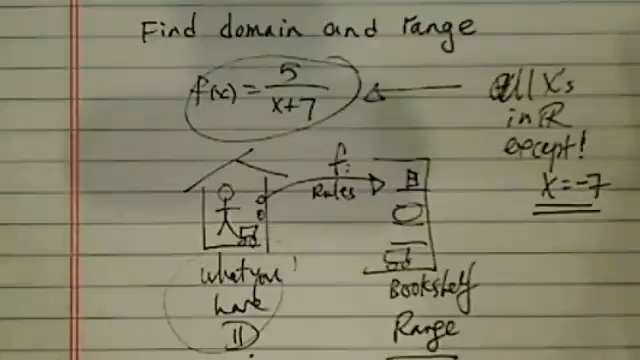 Find domain and range
f(x) = 5/(x+7)
all Xs
in ℝ
except!
x = -7
f:
Rules
what you
have
Bookshelf
Range